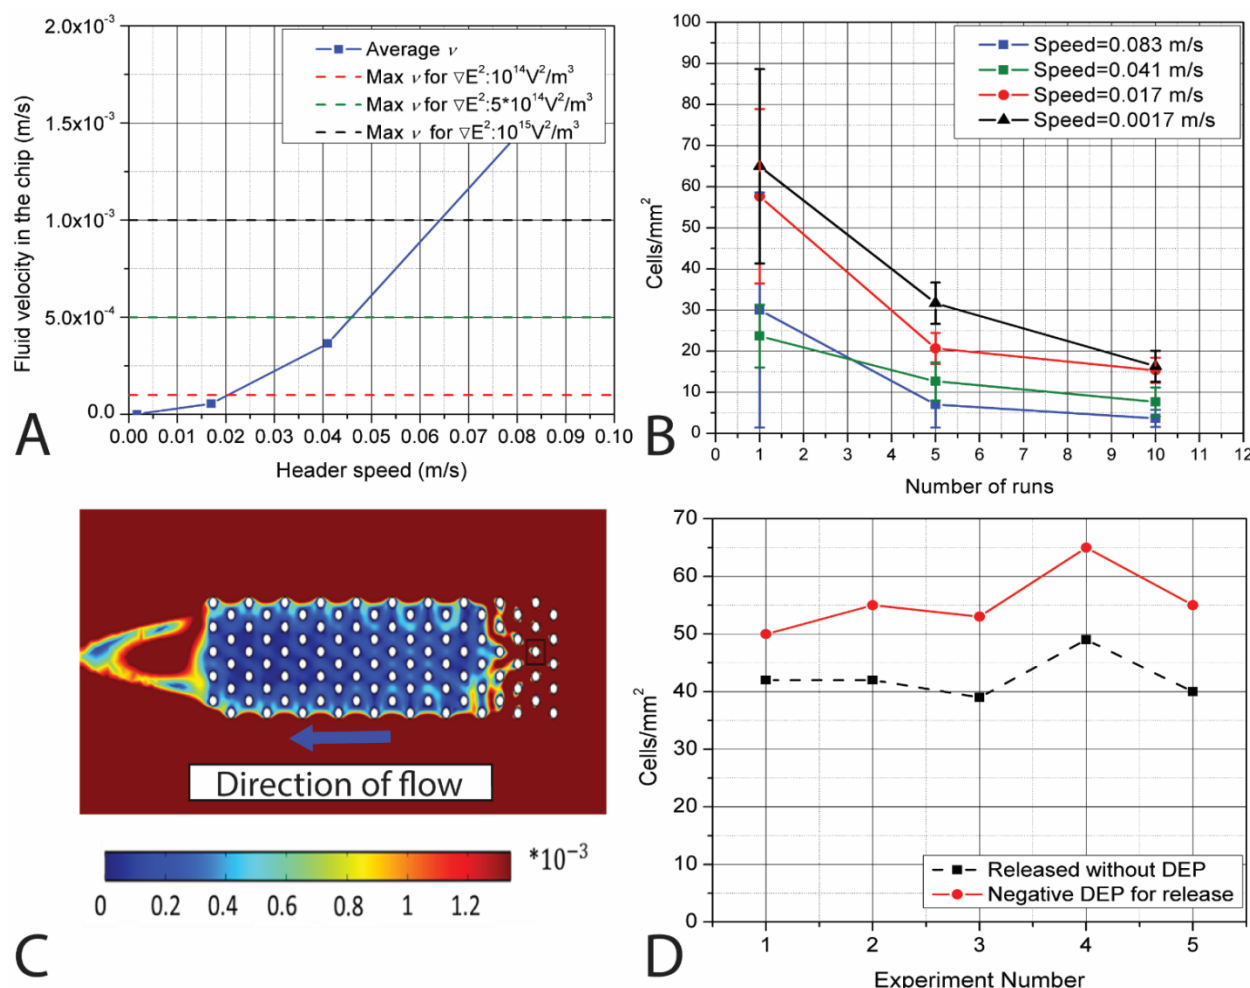 2.0x10⁻³
1.5x10⁻³
1.0x10⁻³
5.0x10⁻⁴
0.0
Fluid velocity in the chip (m/s)
Average ν
Max ν for ▽E²:10¹⁴V²/m³
Max ν for ▽E²:5*10¹⁴V²/m³
Max ν for ▽E²:10¹⁵V²/m³
0.00 0.01 0.02 0.03 0.04 0.05 0.06 0.07 0.08 0.09 0.10
Header speed (m/s)
A
100
90
80
70
60
50
40
30
20
10
0
Cells/mm²
Speed=0.083 m/s
Speed=0.041 m/s
Speed=0.017 m/s
Speed=0.0017 m/s
0 1 2 3 4 5 6 7 8 9 10 11 12
Number of runs
B
Direction of flow
*10⁻³
0 0.2 0.4 0.6 0.8 1 1.2
C
70
60
50
40
30
20
10
0
Cells/mm²
Released without DEP
Negative DEP for release
1 2 3 4 5
Experiment Number
D